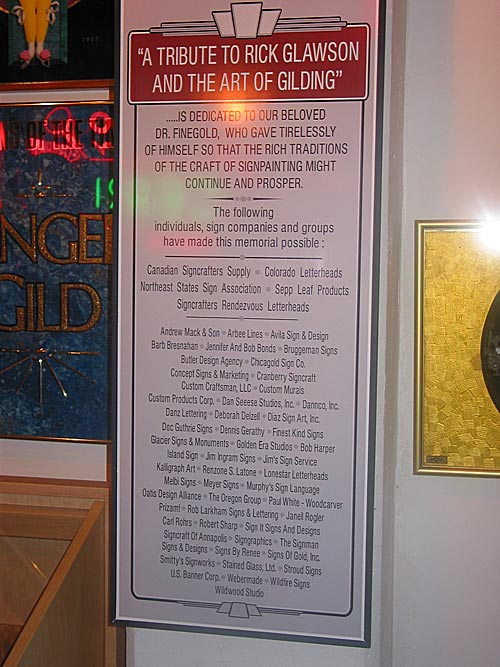 1917
"A TRIBUTE TO RICK GLAWSON
AND THE ART OF GILDING"
.....IS DEDICATED TO OUR BELOVED
DR. FINEGOLD, WHO GAVE TIRELESSLY
OF HIMSELF SO THAT THE RICH TRADITIONS
OF THE CRAFT OF SIGNPAINTING MIGHT
CONTINUE AND PROSPER.
The following
individuals, sign companies and groups
have made this memorial possible :
Canadian Signcrafters Supply • Colorado Letterheads
Northeast States Sign Association • Sepp Leaf Products
Signcrafters Rendezvous Letterheads
Andrew Mack & Son • Arbee Lines • Avila Sign & Design
Barb Bresnahan • Jennifer And Bob Bonds • Bruggeman Signs
Butler Design Agency • Chicagold Sign Co.
Concept Signs & Marketing • Cranberry Signcraft
Custom Craftsman, LLC • Custom Murals
Custom Products Corp. • Dan Seeese Studios, Inc. • Dannco, Inc.
Danz Lettering • Deborah Delzell • Diaz Sign Art, Inc.
Doc Guthrie Signs • Dennis Gerathy • Finest Kind Signs
Glacier Signs & Monuments • Golden Era Studios • Bob Harper
Island Sign • Jim Ingram Signs • Jim's Sign Service
Kalligraph Art • Renzone S. Latone • Lonestar Letterheads
Melbi Signs • Meyer Signs • Murphy's Sign Language
Oatis Design Alliance • The Oregon Group • Paul White - Woodcarver
Prizam! • Rob Larkham Signs & Lettering • Janell Rogler
Carl Rohrs • Robert Sharp • Sign It Signs And Designs
Signcraft Of Annapolis • Signgraphics • The Signman
Signs & Designs • Signs By Renee • Signs Of Gold, Inc.
Smitty's Signworks • Stained Glass, Ltd. • Stroud Signs
U.S. Banner Corp. • Webermade • Wildfire Signs
Wildwood Studio
OF THE
NGE
GILD